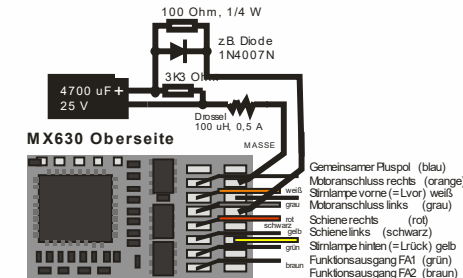 100 Ohm, 1/4 W
z.B. Diode
1N4007N
3K3 Ohm
4700 uF +
25 V
Drossel
100 uH, 0,5 A
MASSE
MX630 Oberseite
Gemeinsamer Pluspol (blau)
Motoranschluss rechts (orange)
weiß Stirnlampe vorne (= Lvor) weiß
grau Motoranschluss links (grau)
rot Schiene rechts (rot)
schwarz
gelb Schiene links (schwarz)
grün Stirnlampe hinten (= Lrück) gelb
Funktionsausgang FA1 (grün)
braun Funktionsausgang FA2 braun)